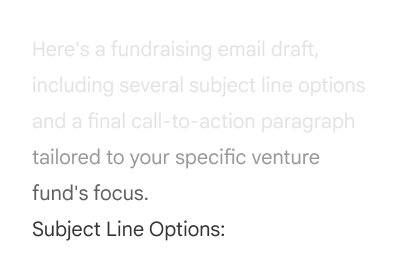 Here's a fundraising email draft,
including several subject line options
and a final call-to-action paragraph
tailored to your specific venture
fund's focus.
Subject Line Options: